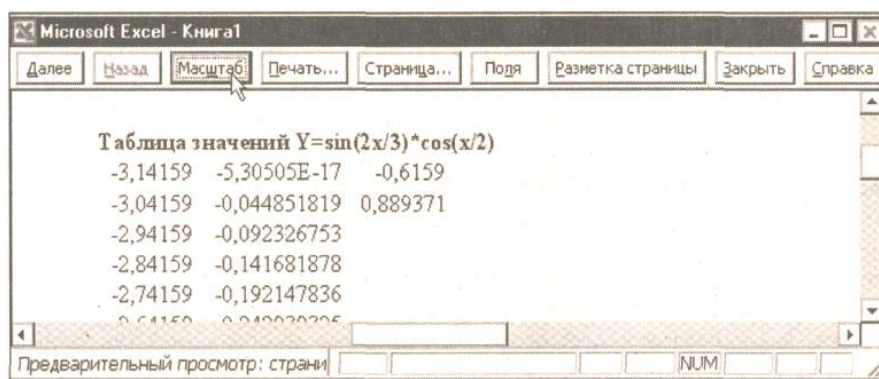 Microsoft Excel - Книга1
Далее Назад Масштаб Печать... Страница... Поля Разметка страницы Закрыть Справка
Таблица значений Y=sin(2x/3)*cos(x/2)
-3,14159 -5,30505E-17 -0,6159
-3,04159 -0,044851819 0,889371
-2,94159 -0,092326753
-2,84159 -0,141681878
-2,74159 -0,192147836
Предварительный просмотр: страни NUM